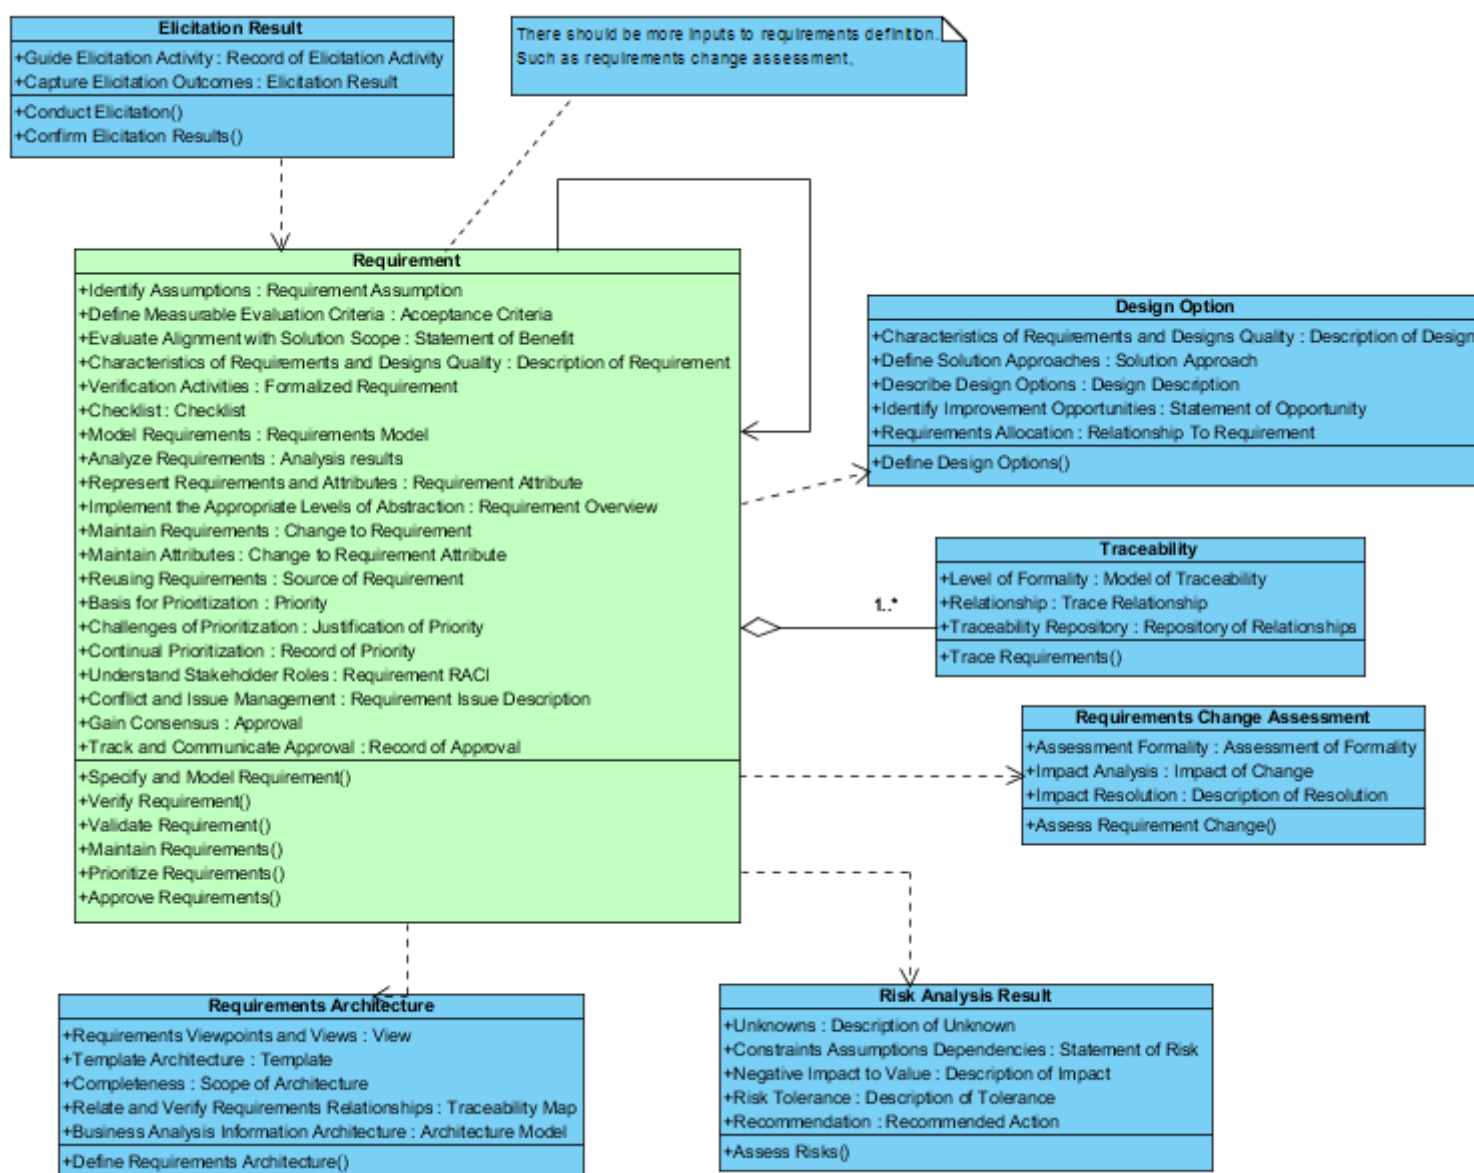 Elicitation Result
+Guide Elicitation Activity : Record of Elicitation Activity
+Capture Elicitation Outcomes : Elicitation Result
+Conduct Elicitation()
+Confirm Elicitation Results()
There should be more inputs to requirements definition.
Such as requirements change assessment.
Requirement
+Identify Assumptions : Requirement Assumption
+Define Measurable Evaluation Criteria : Acceptance Criteria
+Evaluate Alignment with Solution Scope : Statement of Benefit
+Characteristics of Requirements and Designs Quality : Description of Requirement
+Verification Activities : Formalized Requirement
+Checklist : Checklist
+Model Requirements : Requirements Model
+Analyze Requirements : Analysis results
+Represent Requirements and Attributes : Requirement Attribute
+Implement the Appropriate Levels of Abstraction : Requirement Overview
+Maintain Requirements : Change to Requirement
+Maintain Attributes : Change to Requirement Attribute
+Reusing Requirements : Source of Requirement
+Basis for Prioritization : Priority
+Challenges of Prioritization : Justification of Priority
+Continual Prioritization : Record of Priority
+Understand Stakeholder Roles : Requirement RACI
+Conflict and Issue Management : Requirement Issue Description
+Gain Consensus : Approval
+Track and Communicate Approval : Record of Approval
+Specify and Model Requirement()
+Verify Requirement()
+Validate Requirement()
+Maintain Requirements()
+Prioritize Requirements()
+Approve Requirements()
Design Option
+Characteristics of Requirements and Designs Quality : Description of Design
+Define Solution Approaches : Solution Approach
+Describe Design Options : Design Description
+Identify Improvement Opportunities : Statement of Opportunity
+Requirements Allocation : Relationship To Requirement
+Define Design Options()
1..*
Traceability
+Level of Formality : Model of Traceability
+Relationship : Trace Relationship
+Traceability Repository : Repository of Relationships
+Trace Requirements()
Requirements Change Assessment
+Assessment Formality : Assessment of Formality
+Impact Analysis : Impact of Change
+Impact Resolution : Description of Resolution
+Assess Requirement Change()
Requirements Architecture
+Requirements Viewpoints and Views : View
+Template Architecture : Template
+Completeness : Scope of Architecture
+Relate and Verify Requirements Relationships : Traceability Map
+Business Analysis Information Architecture : Architecture Model
+Define Requirements Architecture()
Risk Analysis Result
+Unknowns : Description of Unknown
+Constraints Assumptions Dependencies : Statement of Risk
+Negative Impact to Value : Description of Impact
+Risk Tolerance : Description of Tolerance
+Recommendation : Recommended Action
+Assess Risks()